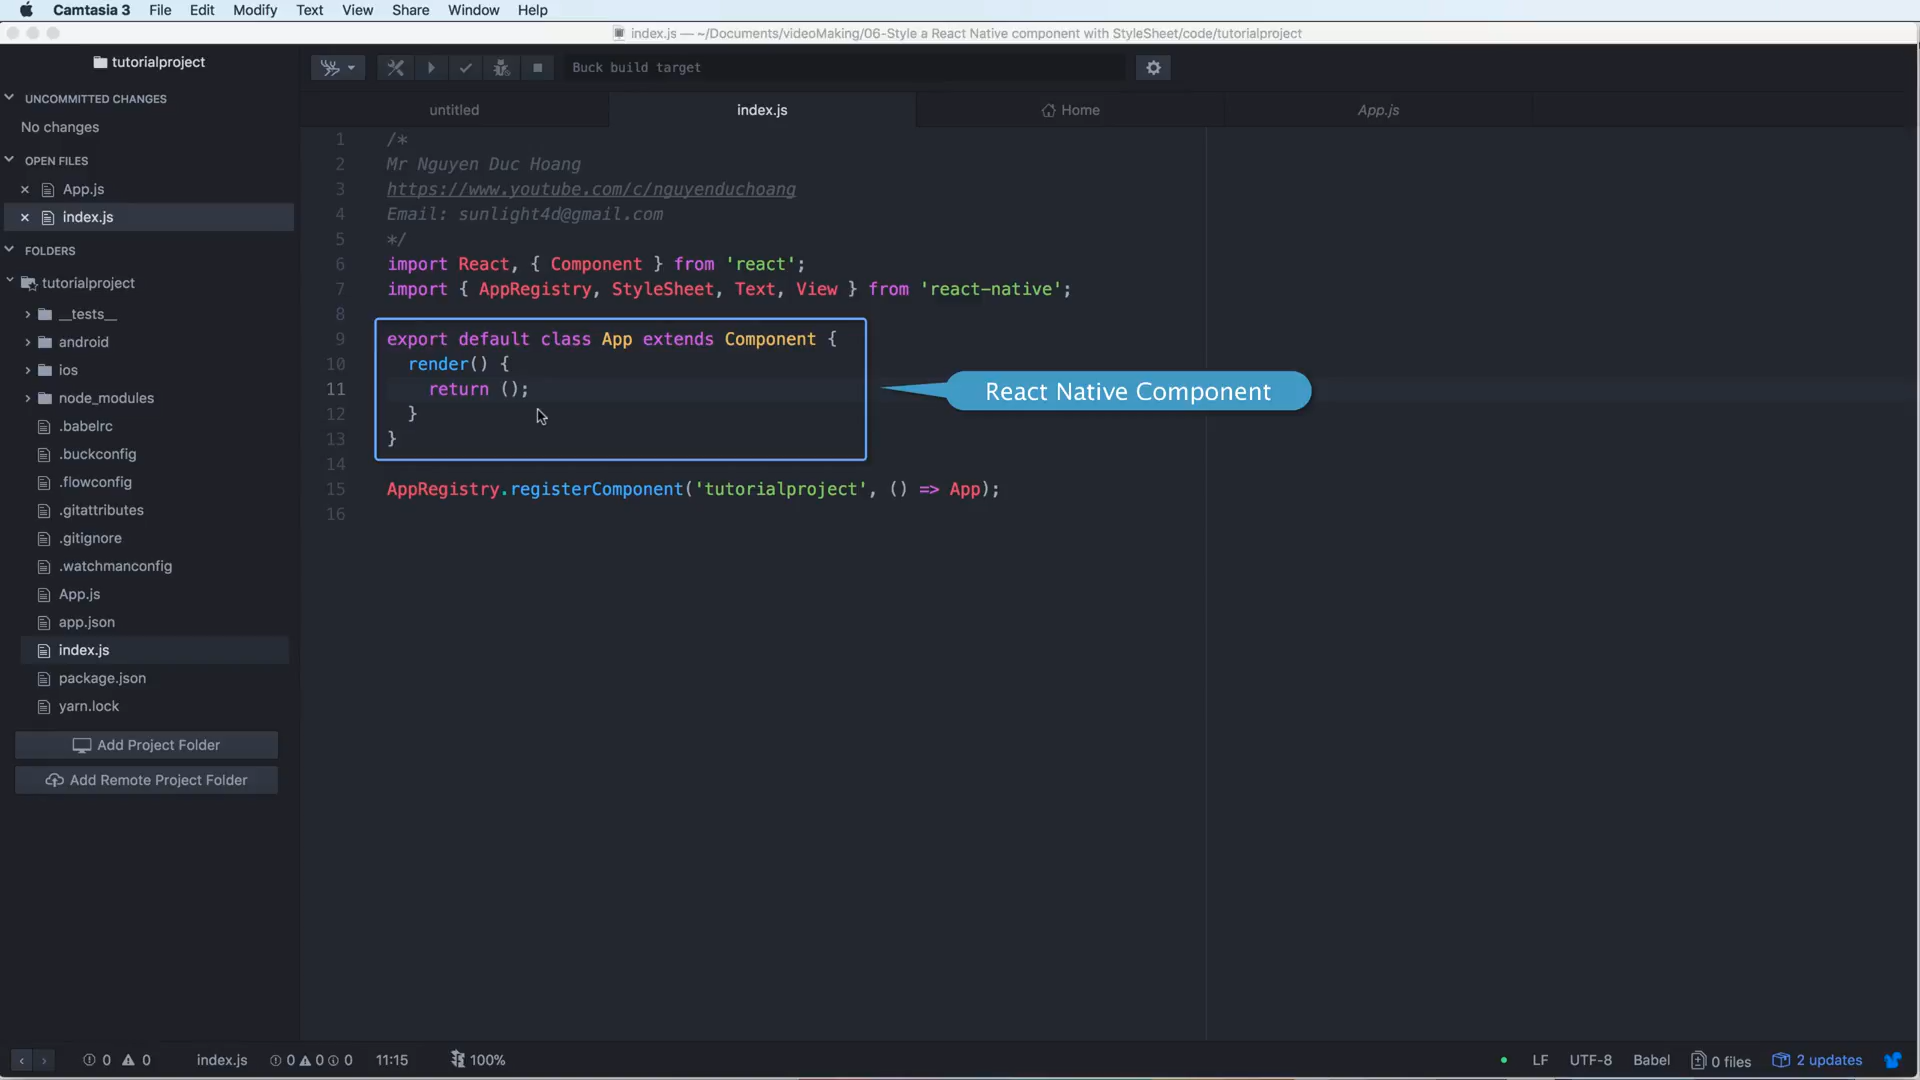 Camtasia 3 File Edit Modify Text View Share Window Help
index.js — ~/Documents/videoMaking/06-Style a React Native component with StyleSheet/code/tutorialproject
tutorialproject
Buck build target
UNCOMMITTED CHANGES
No changes
OPEN FILES
App.js
index.js
FOLDERS
tutorialproject
__tests__
android
ios
node_modules
.babelrc
.buckconfig
.flowconfig
.gitattributes
.gitignore
.watchmanconfig
App.js
app.json
index.js
package.json
yarn.lock
Add Project Folder
Add Remote Project Folder
untitled index.js Home App.js
1 /*
2 Mr Nguyen Duc Hoang
3 https://www.youtube.com/c/nguyenduchoang
4 Email: sunlight4d@gmail.com
5 */
6 import React, { Component } from 'react';
7 import { AppRegistry, StyleSheet, Text, View } from 'react-native';
8
9 export default class App extends Component {
10 render() {
11 return ();
12 }
13 }
14
15 AppRegistry.registerComponent('tutorialproject', () => App);
16
React Native Component
0 0 index.js 0 0 0 11:15 100% LF UTF-8 Babel 0 files 2 updates